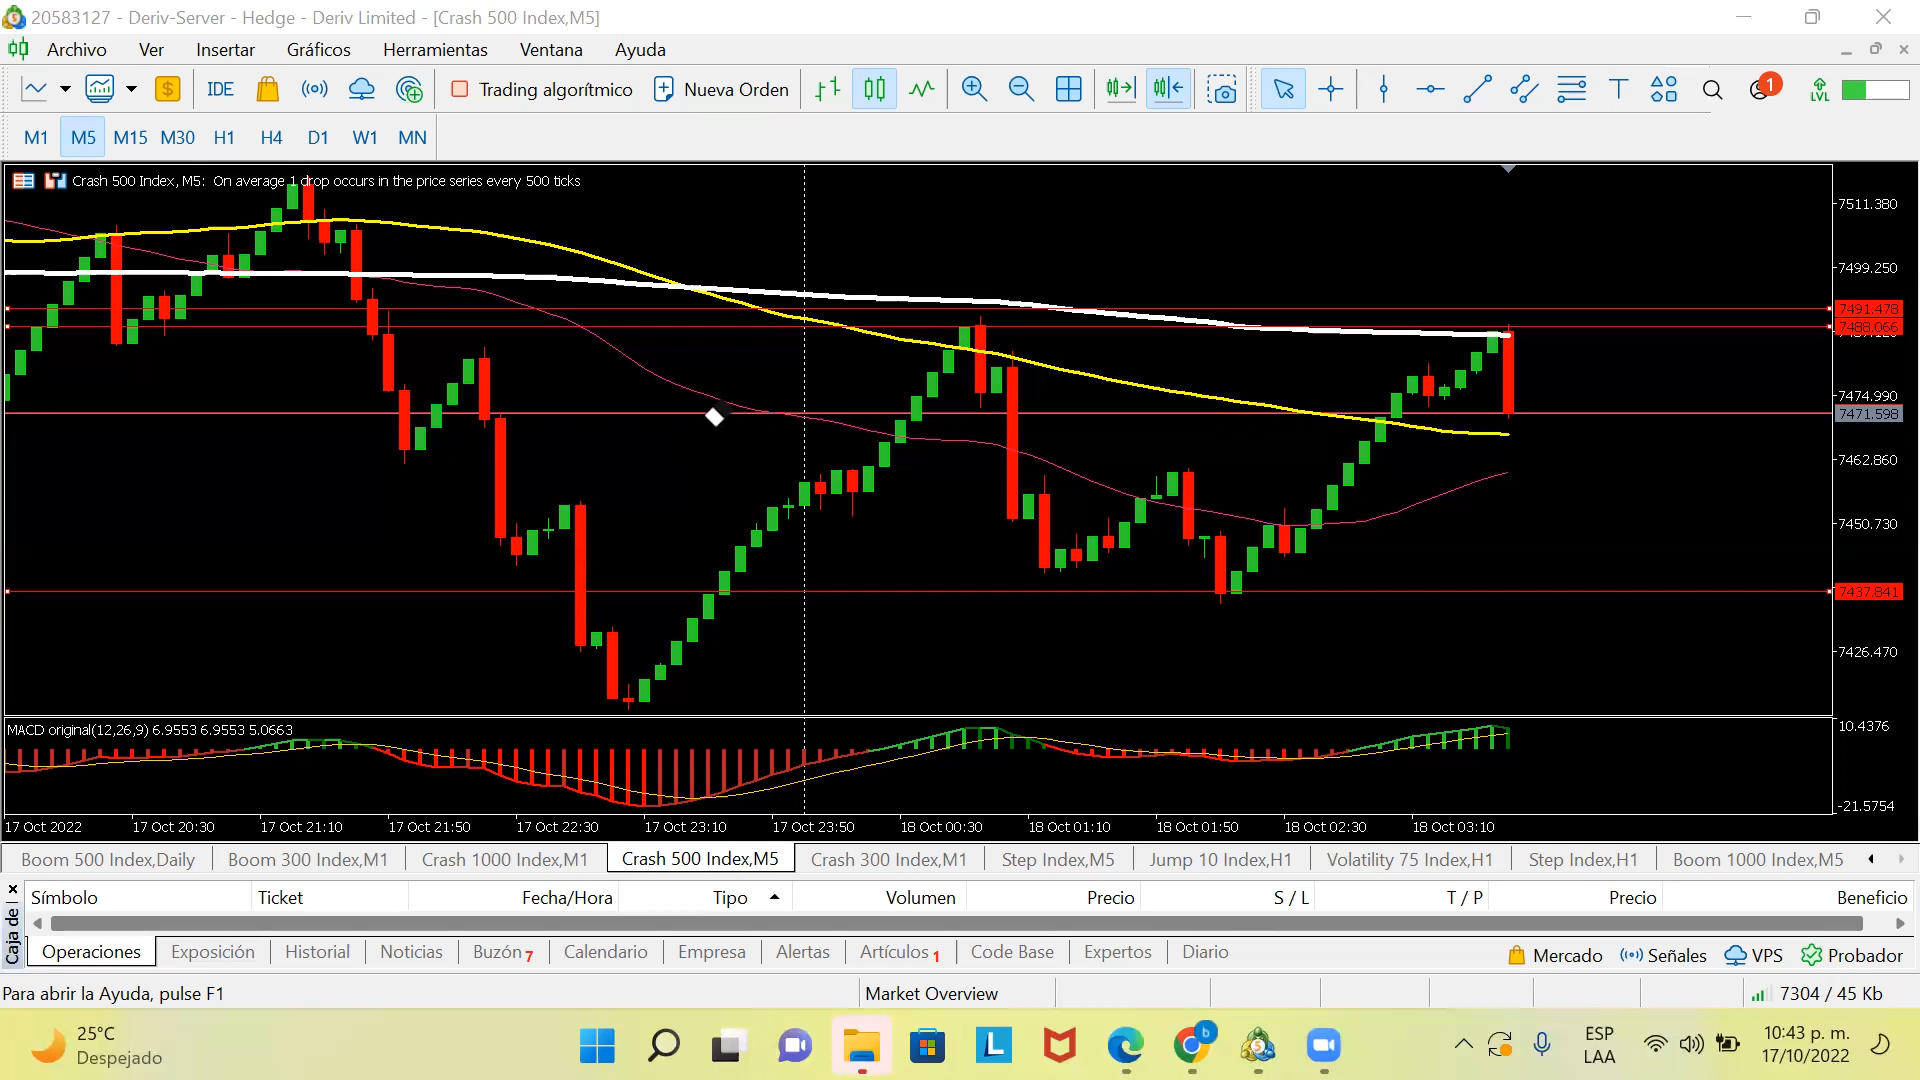 20583127 - Deriv-Server - Hedge - Deriv Limited - [Crash 500 Index,M5]
Archivo Ver Insertar Gráficos Herramientas Ventana Ayuda
IDE Trading algorítmico Nueva Orden 1 LVL
M1 M5 M15 M30 H1 H4 D1 W1 MN
Crash 500 Index, M5: On average 1 drop occurs in the price series every 500 ticks
7511.380
7499.250
7491.478
7488.066
7474.990
7471.598
7462.860
7450.730
7437.841
7426.470
MACD original(12,26,9) 6.9553 6.9553 5.0663
10.4376
-21.5754
17 Oct 2022 17 Oct 20:30 17 Oct 21:10 17 Oct 21:50 17 Oct 22:30 17 Oct 23:10 17 Oct 23:50 18 Oct 00:30 18 Oct 01:10 18 Oct 01:50 18 Oct 02:30 18 Oct 03:10
Boom 500 Index,Daily Boom 300 Index,M1 Crash 1000 Index,M1 Crash 500 Index,M5 Crash 300 Index,M1 Step Index,M5 Jump 10 Index,H1 Volatility 75 Index,H1 Step Index,H1 Boom 1000 Index,M5
Símbolo Ticket Fecha/Hora Tipo Volumen Precio S / L T / P Precio Beneficio
Caja de
Operaciones Exposición Historial Noticias Buzón 7 Calendario Empresa Alertas Artículos 1 Code Base Expertos Diario Mercado Señales VPS Probador
Para abrir la Ayuda, pulse F1 Market Overview 7304 / 45 Kb
25°C
Despejado
L
b
ESP
LAA
10:43 p. m.
17/10/2022